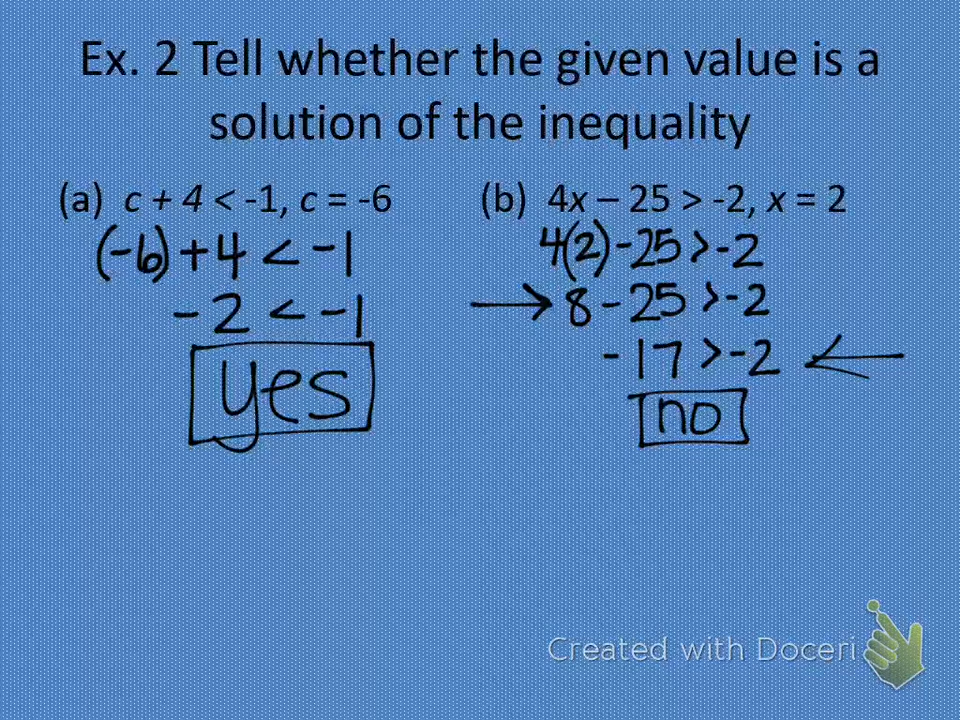 Ex. 2 Tell whether the given value is a
solution of the inequality
(a) c + 4 < -1, c = -6
(-6) + 4 < -1
- 2 < -1
yes
(b) 4x – 25 > -2, x = 2
4(2) - 25 > -2
→ 8 - 25 > -2
- 17 > -2 ←
no
Created with Doceri